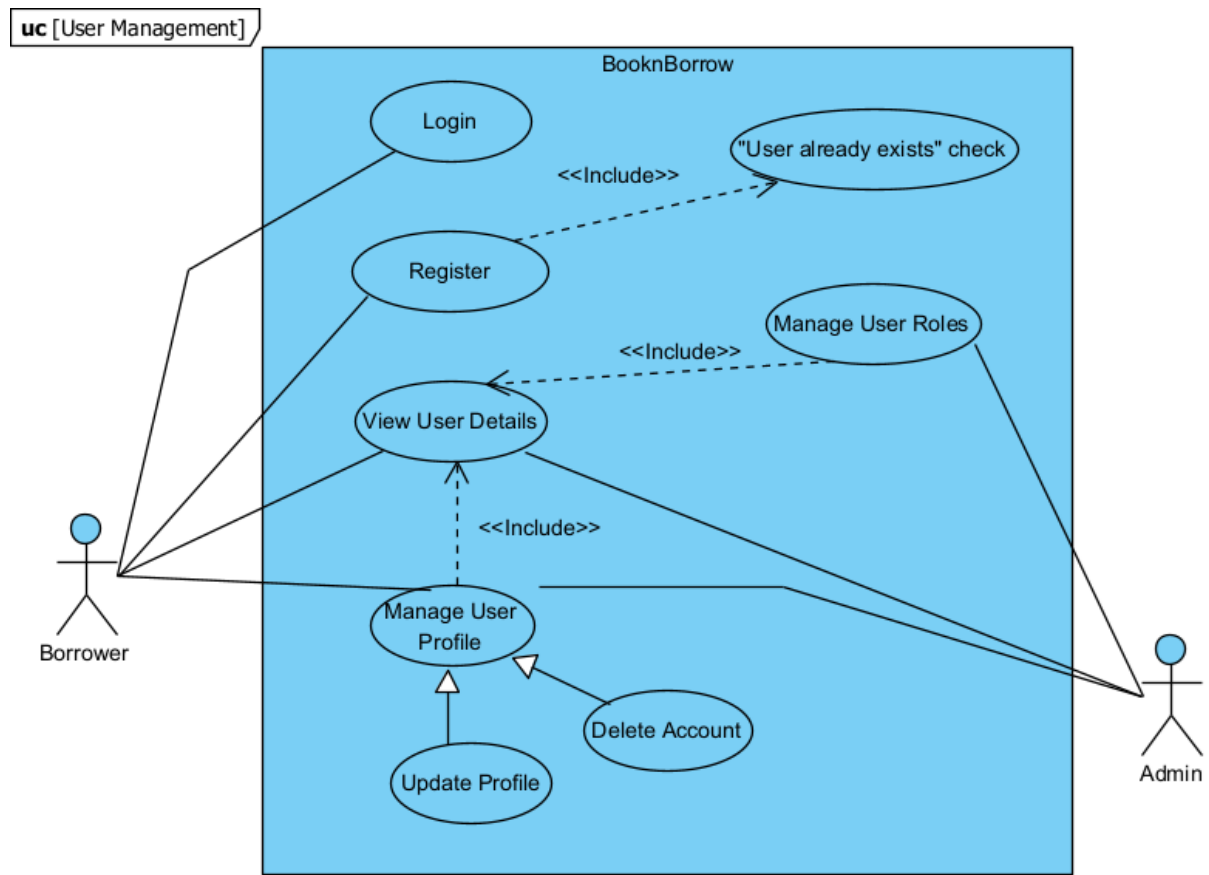 uc [User Management]
BooknBorrow
Login
"User already exists" check
<<Include>>
Register
Manage User Roles
<<Include>>
View User Details
<<Include>>
Manage User
Profile
Borrower
Delete Account
Update Profile
Admin